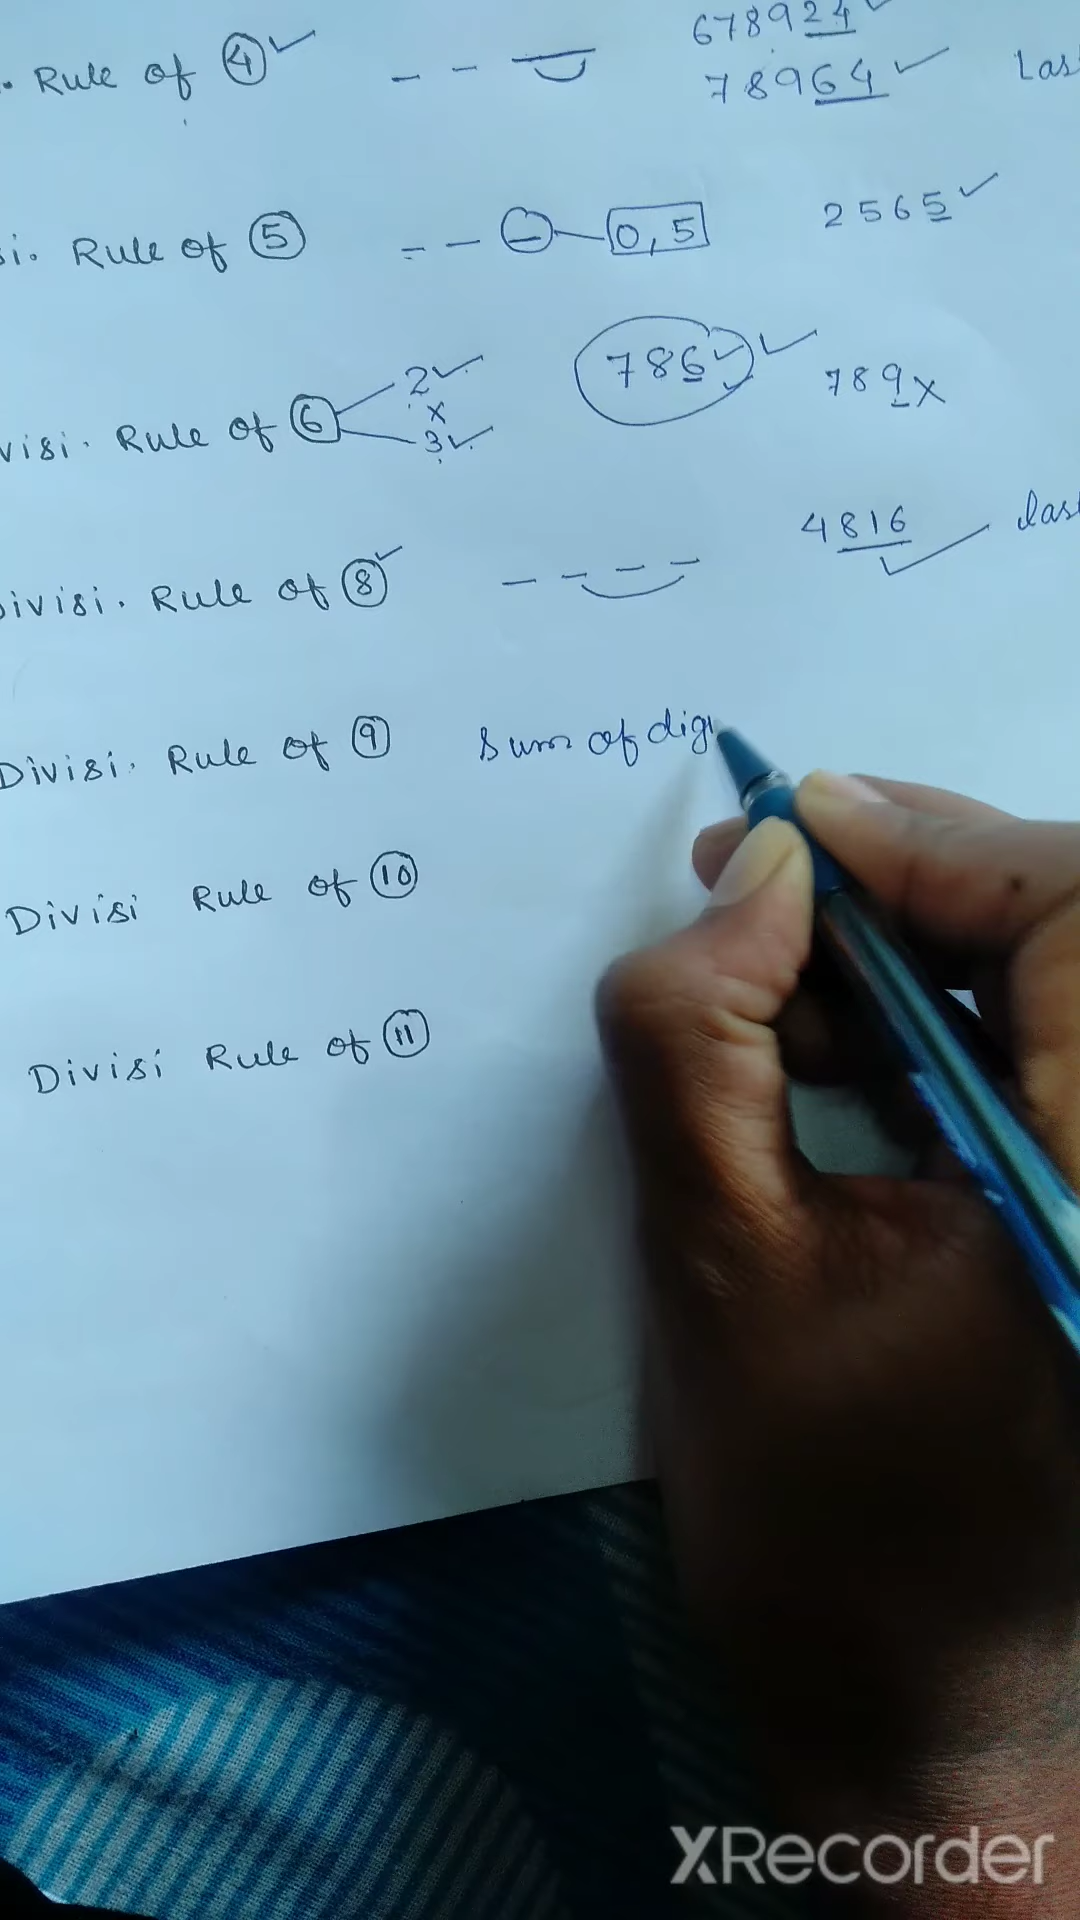 678924
. Rule of 4 78964 Las
si. Rule of 5 0, 5 2565
2
visi. Rule of 6 x 786 789 x
3
4816 las
Divisi. Rule of 8
Divisi. Rule of 9 Sum of dig
Divisi Rule of 10
Divisi Rule of 11
XRecorder